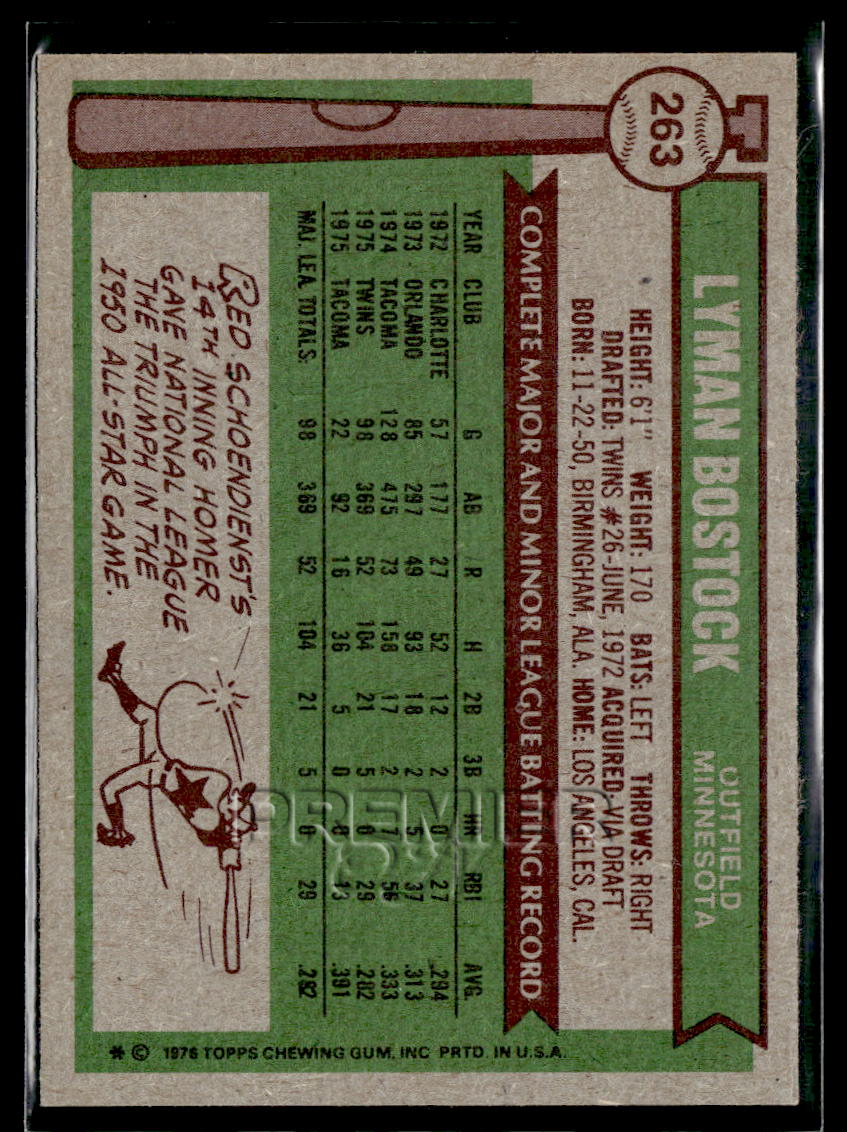 263
LYMAN BOSTOCK
OUTFIELD
MINNESOTA
HEIGHT: 6'1" WEIGHT: 170 BATS: LEFT THROWS: RIGHT
DRAFTED: TWINS #26-JUNE, 1972 ACQUIRED: VIA DRAFT
BORN: 11-22-50, BIRMINGHAM, ALA. HOME: LOS ANGELES, CAL.
COMPLETE MAJOR AND MINOR LEAGUE BATTING RECORD
YEAR CLUB G AB R H 2B 3B HR RBI AVG.
1972 CHARLOTTE 57 177 27 52 12 2 0 27 .294
1973 ORLANDO 85 297 49 93 18 2 5 37 .313
1974 TACOMA 128 475 73 158 17 2 7 56 .333
1975 TWINS 98 369 52 104 21 5 0 29 .282
1975 TACOMA 22 92 16 36 5 0 0 13 .391
MAJ. LEA. TOTALS: 98 369 52 104 21 5 0 29 .282
RED SCHOENDIENST'S
14TH INNING HOMER
GAVE NATIONAL LEAGUE
THE TRIUMPH IN THE
1950 ALL-STAR GAME.
* © 1976 TOPPS CHEWING GUM, INC. PRTD. IN U.S.A.
PREMIER